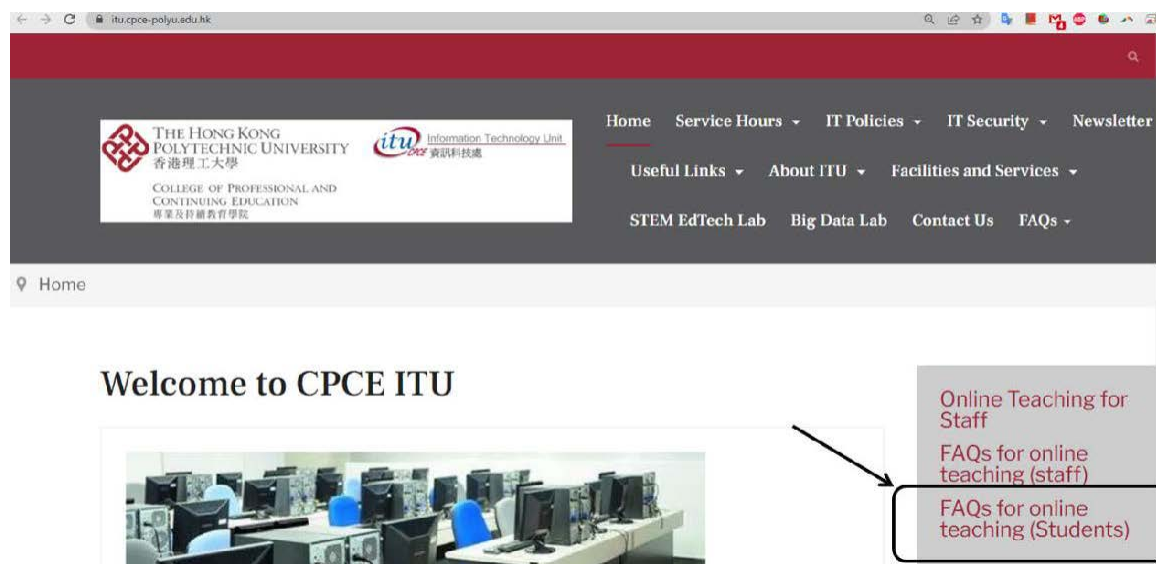 itu.cpce-polyu.edu.hk
THE HONG KONG
POLYTECHNIC UNIVERSITY
香港理工大學
COLLEGE OF PROFESSIONAL AND
CONTINUING EDUCATION
專業及持續教育學院
itu
CPCE
Information Technology Unit
資訊科技處
Home Service Hours IT Policies IT Security Newsletter
Useful Links About ITU Facilities and Services
STEM EdTech Lab Big Data Lab Contact Us FAQs
Home
Welcome to CPCE ITU
Online Teaching for
Staff
FAQs for online
teaching (staff)
FAQs for online
teaching (Students)